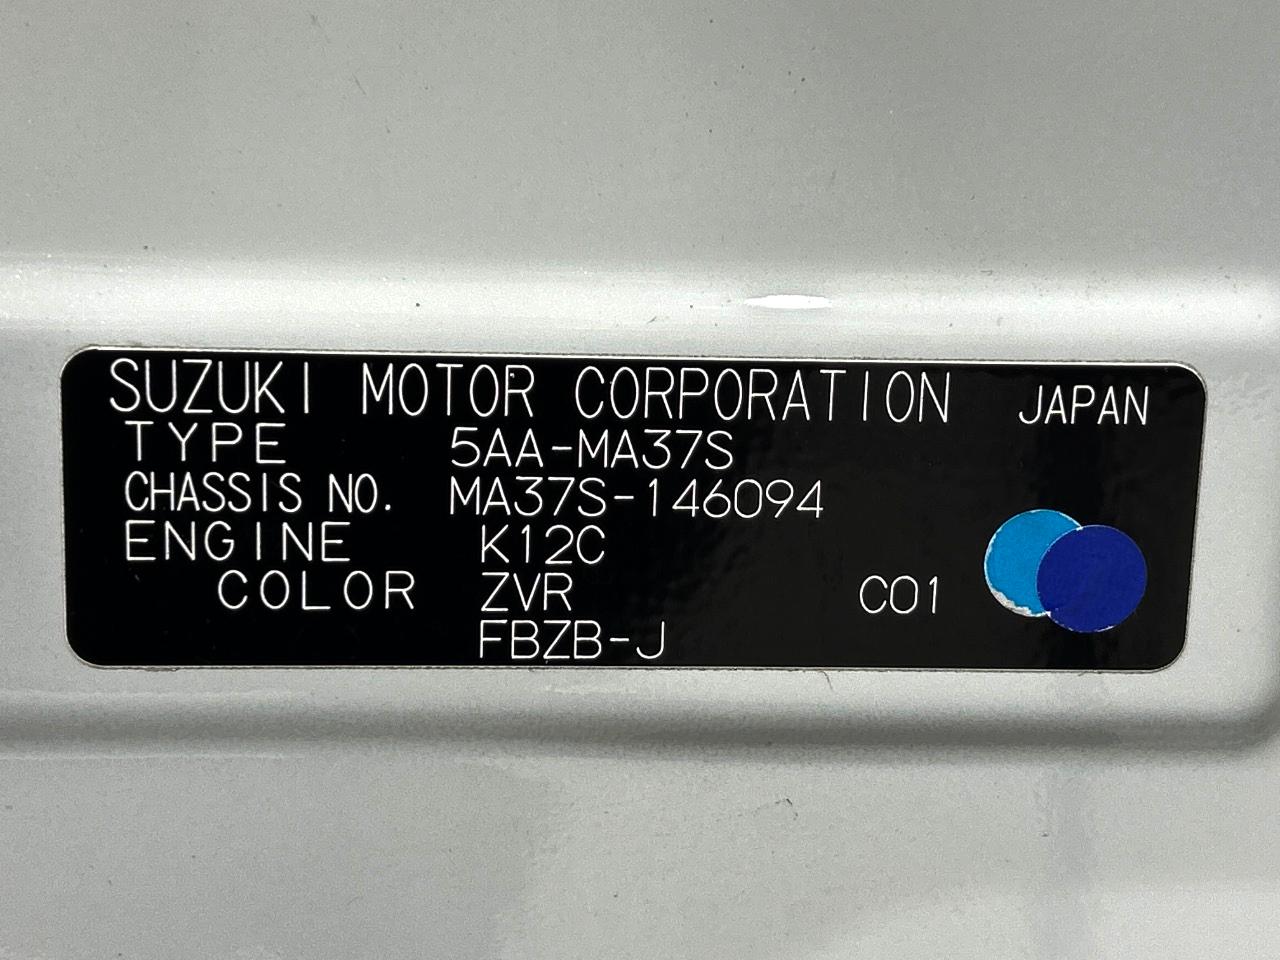 SUZUKI MOTOR CORPORATION JAPAN
TYPE 5AA-MA37S
CHASSIS NO. MA37S-146094
ENGINE K12C
COLOR ZVR C01
FBZB-J